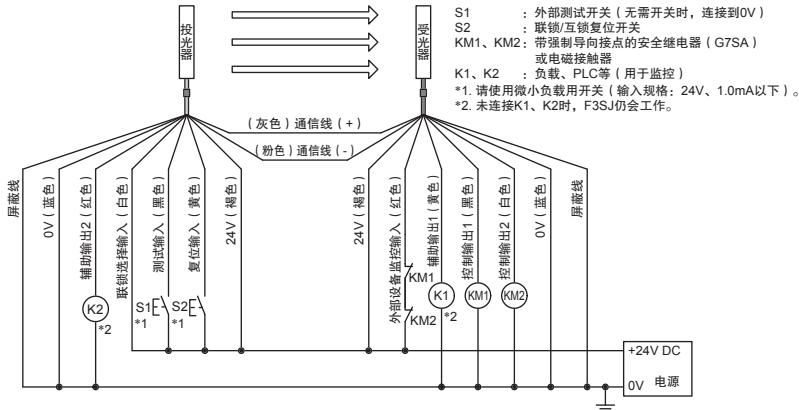 投光器
受光器
S1 ：外部测试开关（无需开关时，连接到0V）
S2 ：联锁/互锁复位开关
KM1、KM2：带强制导向接点的安全继电器（G7SA）
或电磁接触器
K1、K2 ：负载、PLC等（用于监控）
*1. 请使用微小负载用开关（输入规格：24V、1.0mA以下）。
*2. 未连接K1、K2时，F3SJ仍会工作。
（灰色）通信线（+）
（粉色）通信线（-）
屏蔽线
0V（蓝色）
辅助输出2（红色）
联锁选择输入（白色）
测试输入（黑色）
复位输入（黄色）
24V（褐色）
24V（褐色）
外部设备监控输入（红色）
辅助输出1（黄色）
控制输出1（黑色）
控制输出2（白色）
0V（蓝色）
屏蔽线
K2
*2
S1
*1
S2
*1
KM1
KM2
K1
*2
KM1
KM2
+24V DC
0V 电源